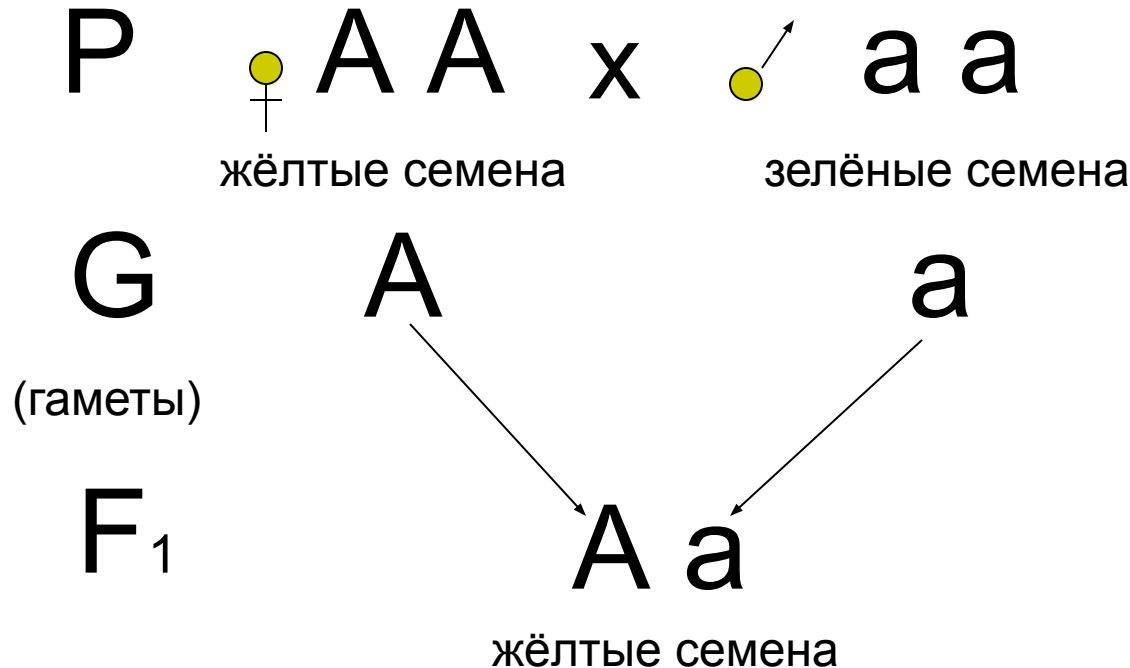 P ♀ A A x ♂ a a
жёлтые семена зелёные семена
G A a
(гаметы)
F₁ A a
жёлтые семена